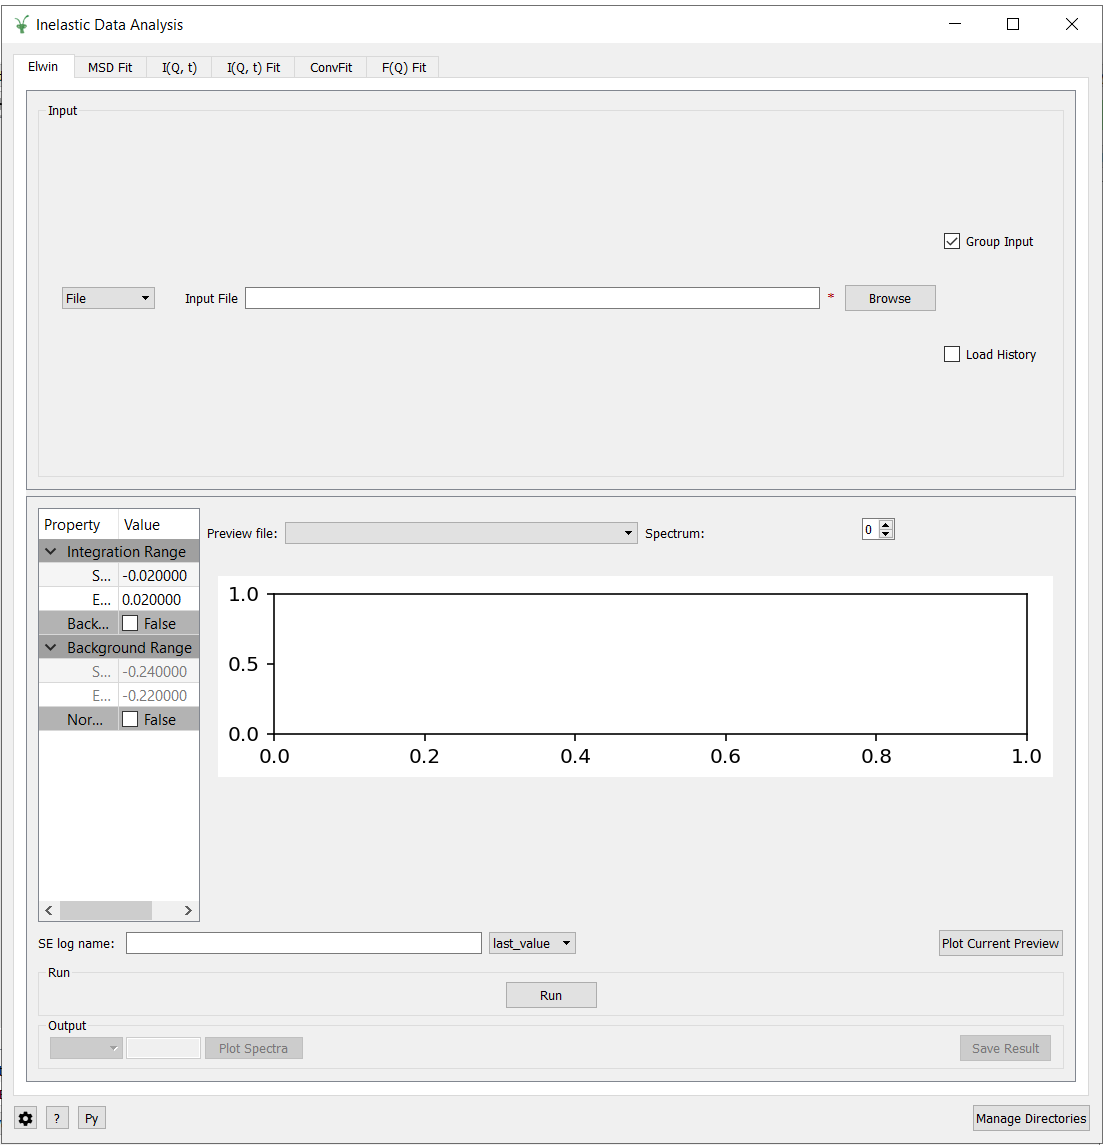 Inelastic Data Analysis
Elwin MSD Fit I(Q, t) I(Q, t) Fit ConvFit F(Q) Fit
Input
Group Input
File Input File * Browse
Load History
Property Value
Preview file: Spectrum: 0
Integration Range
S... -0.020000
E... 0.020000
Back... False
Background Range
S... -0.240000
E... -0.220000
Nor... False
1.0
0.5
0.0
0.0 0.2 0.4 0.6 0.8 1.0
SE log name: last_value Plot Current Preview
Run
Run
Output
Plot Spectra Save Result
? Py Manage Directories